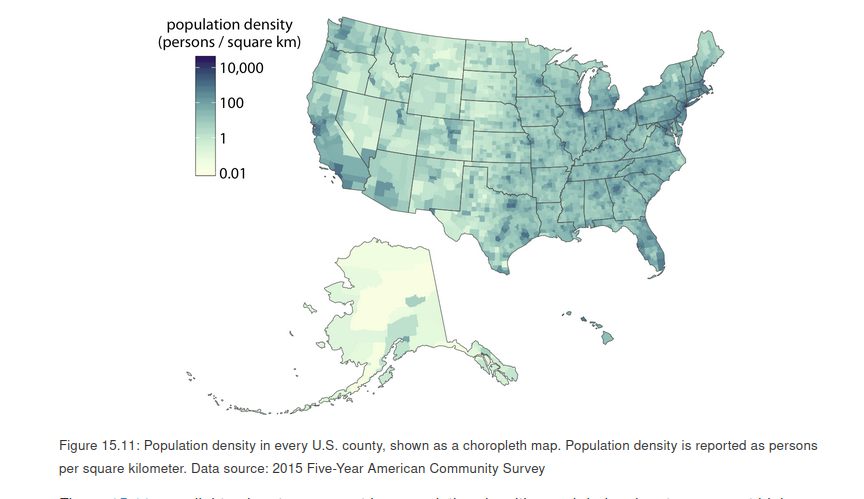 population density
(persons / square km)
10,000
100
1
0.01
Figure 15.11: Population density in every U.S. county, shown as a choropleth map. Population density is reported as persons
per square kilometer. Data source: 2015 Five-Year American Community Survey